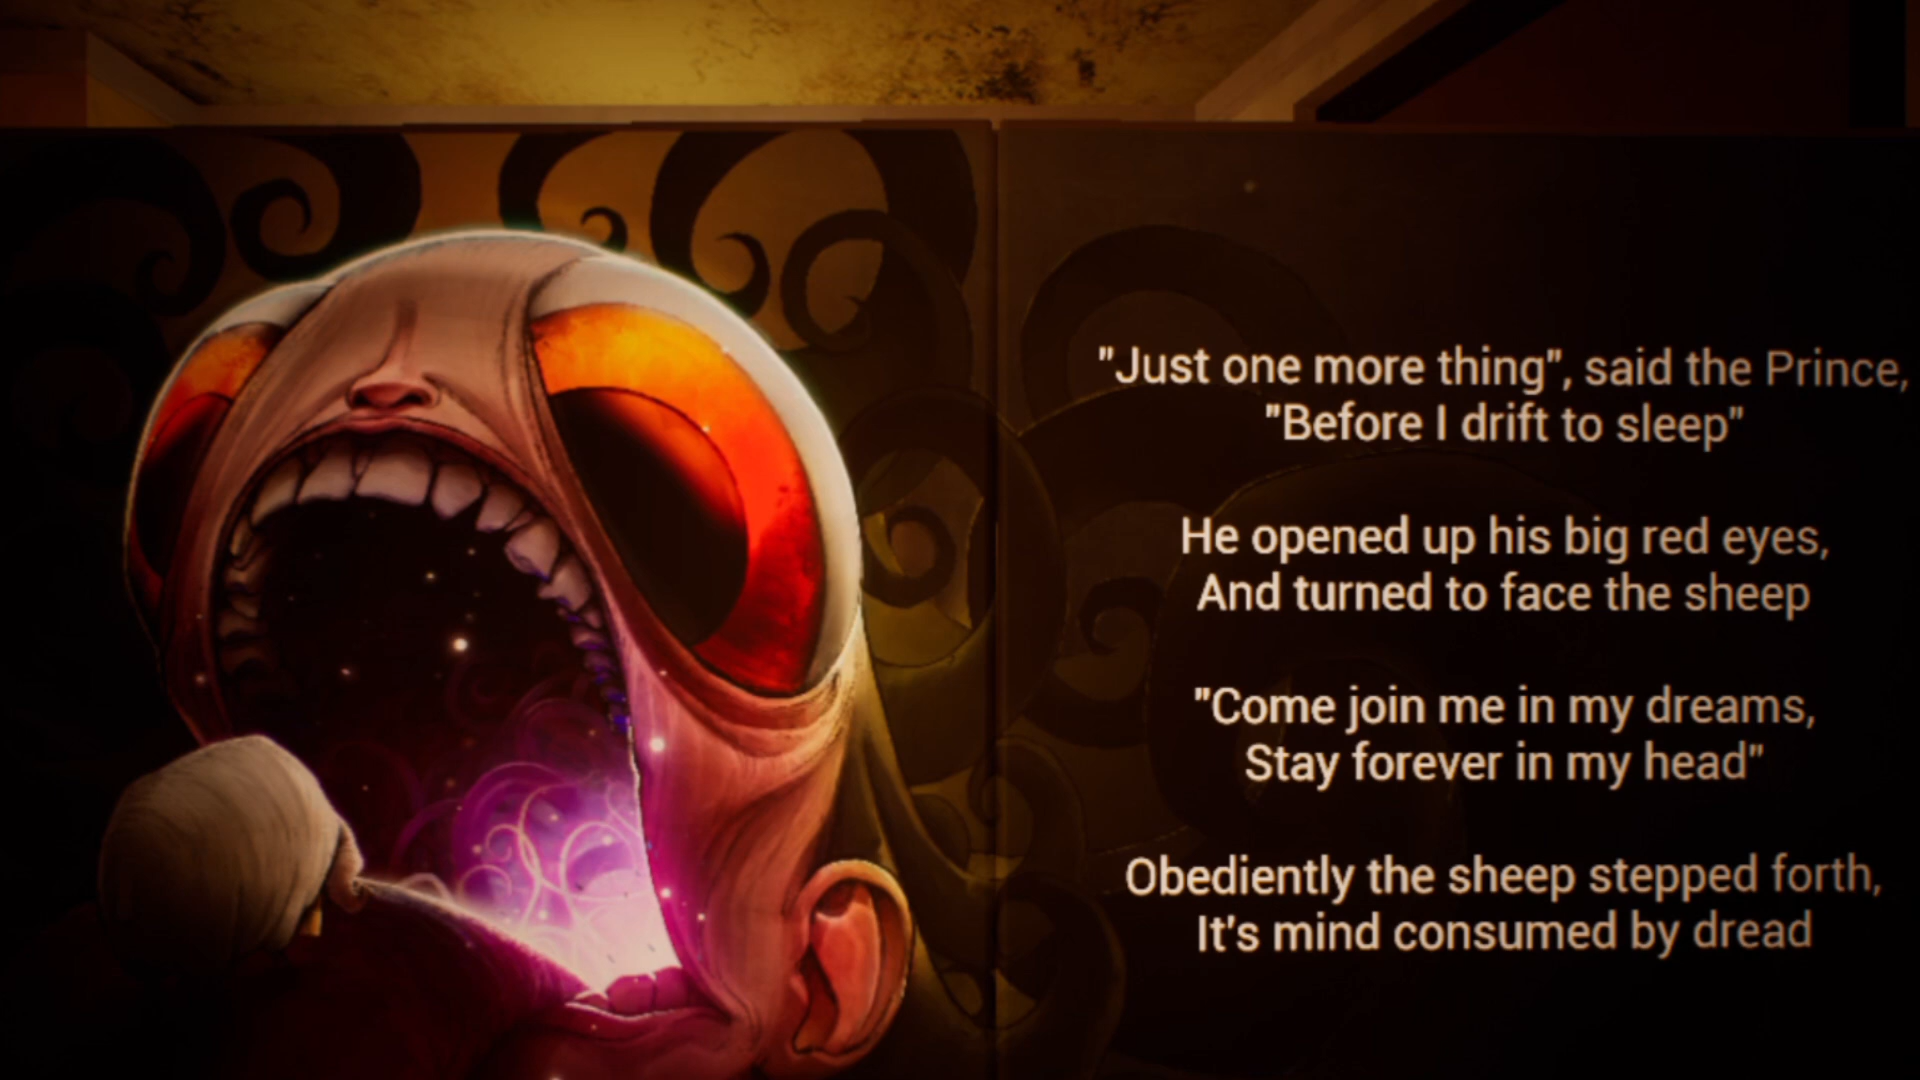 "Just one more thing", said the Prince,
"Before I drift to sleep"
He opened up his big red eyes,
And turned to face the sheep
"Come join me in my dreams,
Stay forever in my head"
Obediently the sheep stepped forth,
It's mind consumed by dread